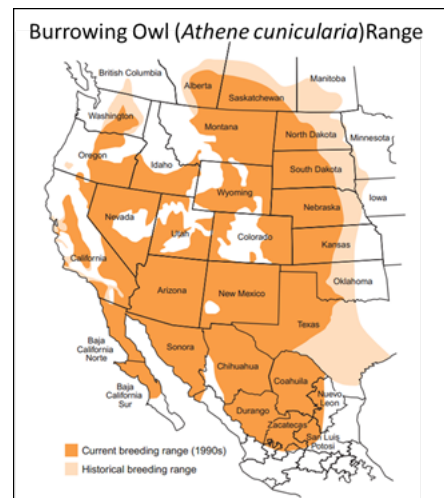 Burrowing Owl (Athene cunicularia)Range
British Columbia
Alberta
Saskatchewan
Manitoba
Washington
Montana
North Dakota
Minnesota
Oregon
Idaho
South Dakota
Wyoming
Iowa
Nebraska
Nevada
Utah
Colorado
Kansas
California
Oklahoma
Arizona
New Mexico
Texas
Baja
California
Norte
Sonora
Chihuahua
Coahuila
Baja
California
Sur
Nuevo
Leon
Durango
Zacatecas
San Luis
Potosi
Current breeding range (1990s)
Historical breeding range